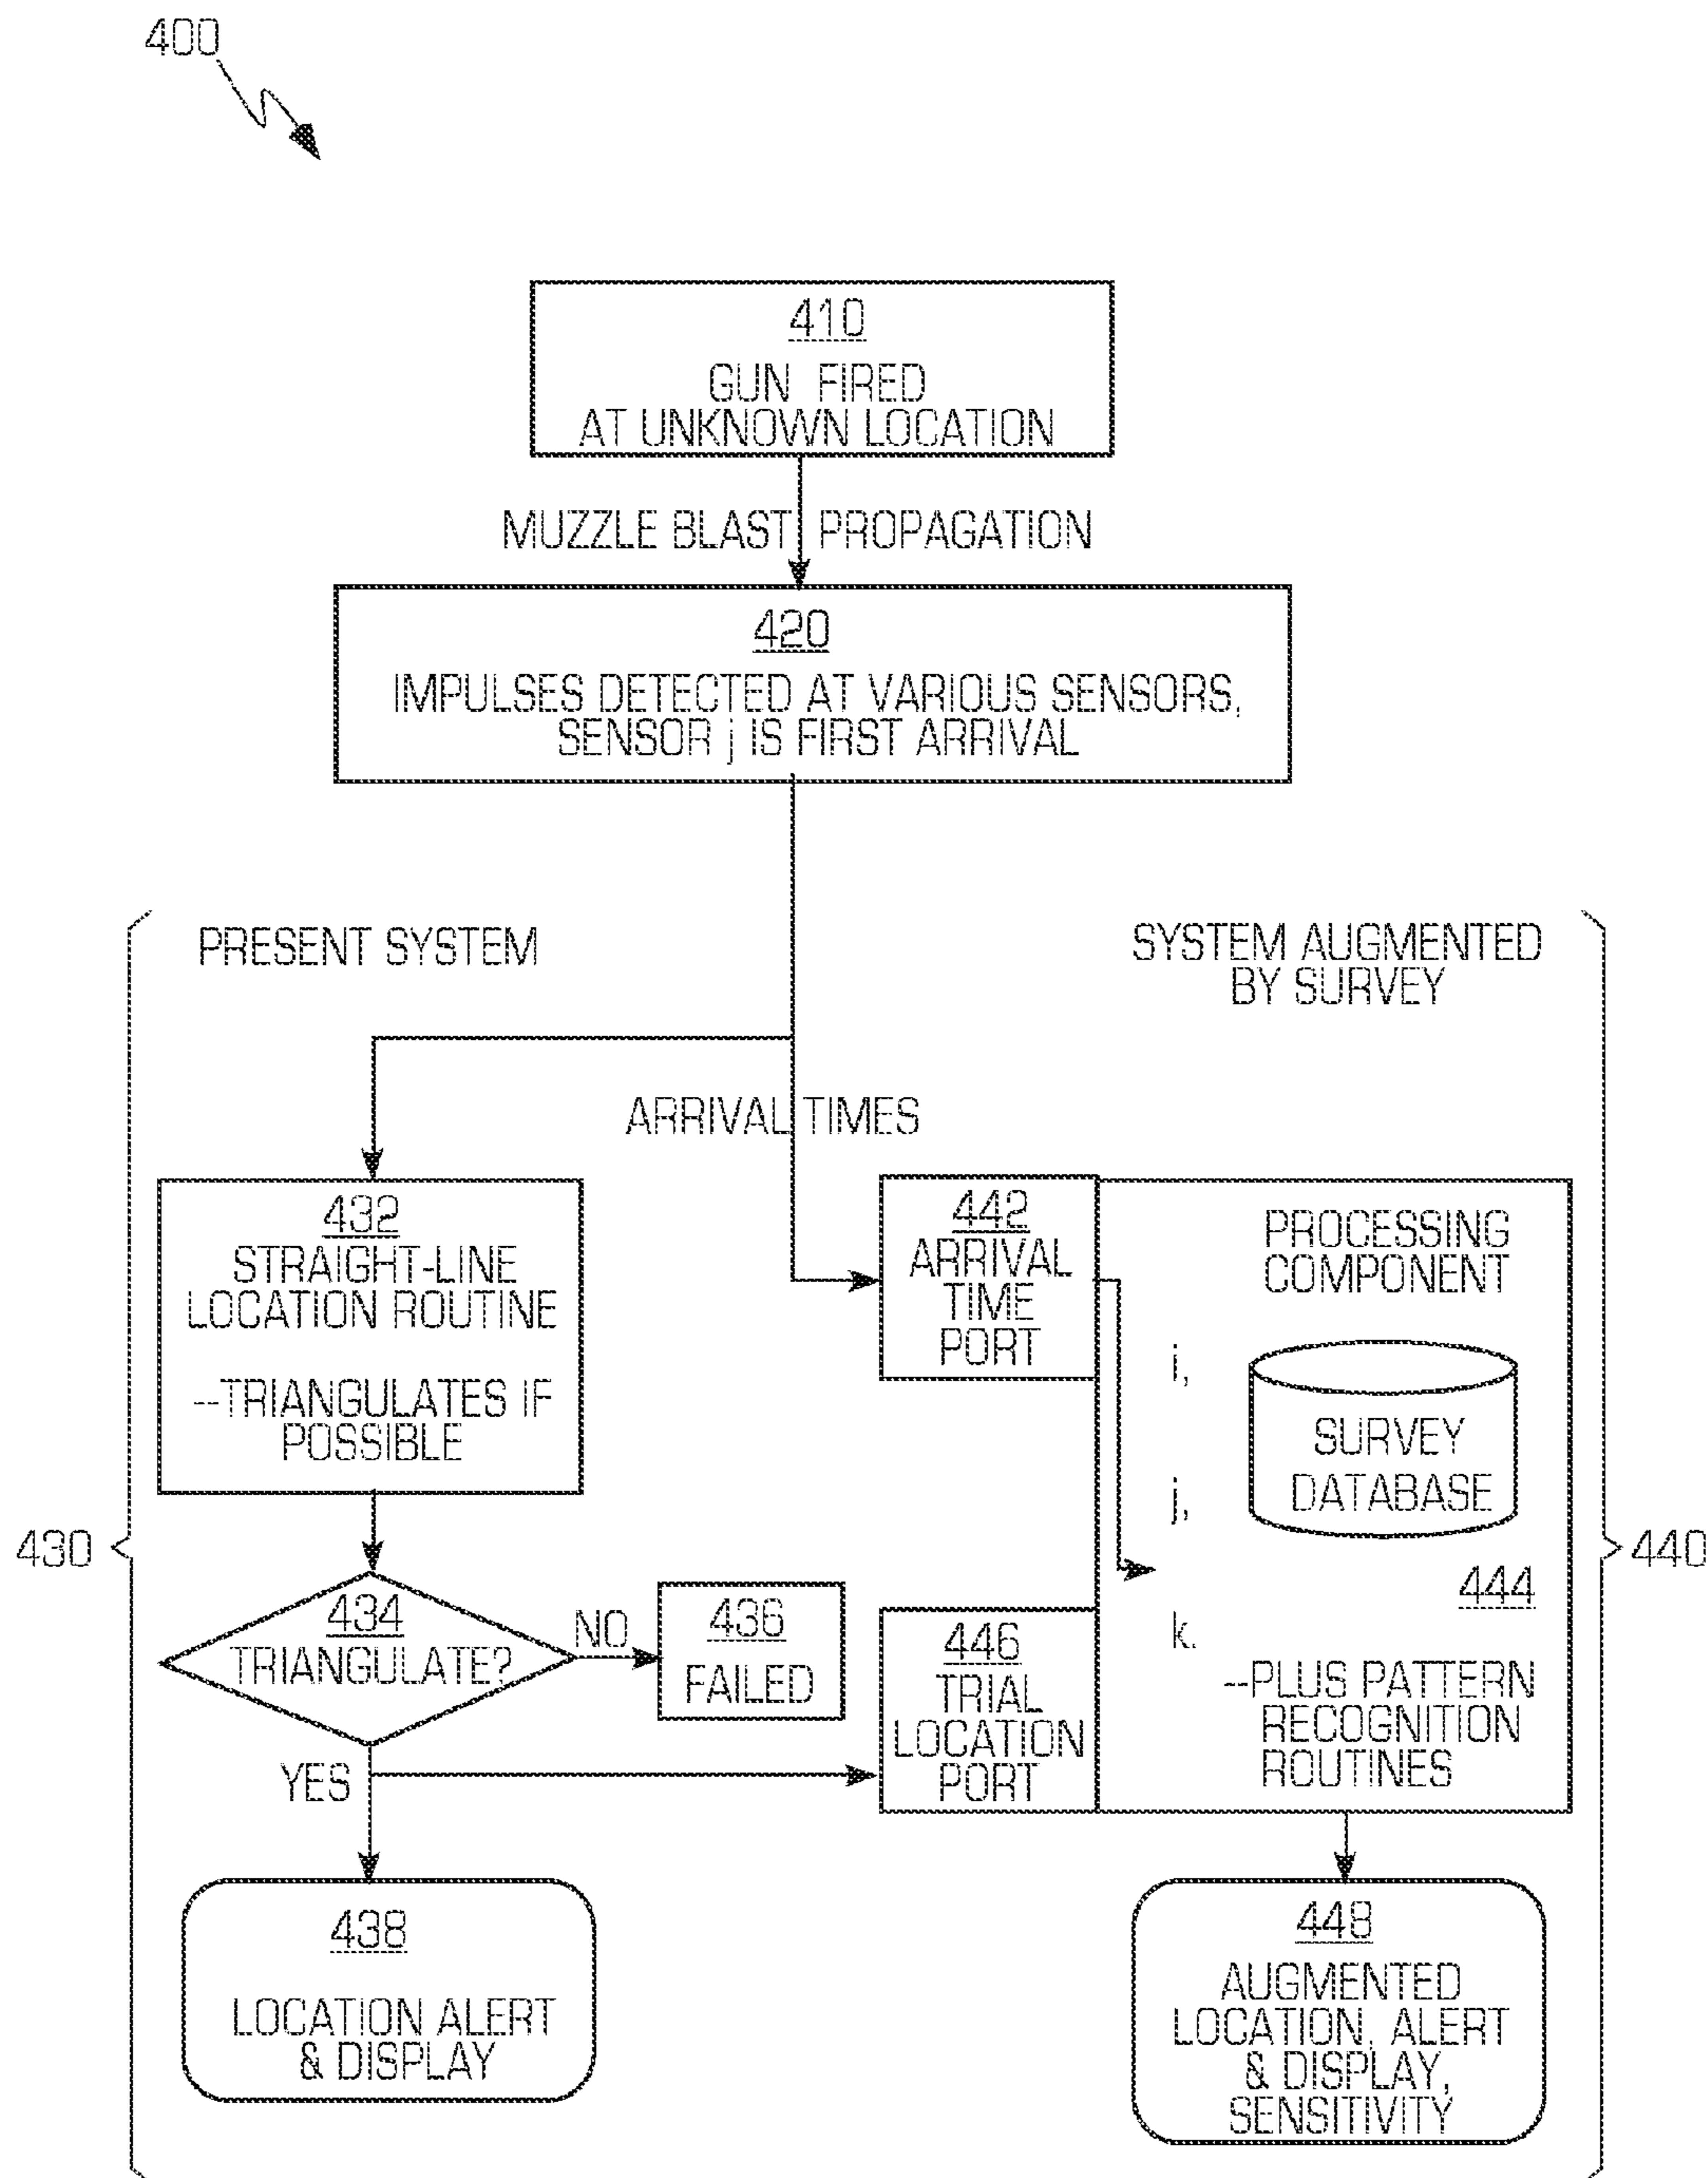 400
410
GUN FIRED
AT UNKNOWN LOCATION
MUZZLE BLAST PROPAGATION
420
IMPULSES DETECTED AT VARIOUS SENSORS,
SENSOR j IS FIRST ARRIVAL
PRESENT SYSTEM
SYSTEM AUGMENTED
BY SURVEY
ARRIVAL TIMES
432
STRAIGHT-LINE
LOCATION ROUTINE
--TRIANGULATES IF
POSSIBLE
442
ARRIVAL
TIME
PORT
PROCESSING
COMPONENT
i,
j,
k.
SURVEY
DATABASE
444
--PLUS PATTERN
RECOGNITION
ROUTINES
430
440
434
TRIANGULATE?
NO
436
FAILED
YES
446
TRIAL
LOCATION
PORT
438
LOCATION ALERT
& DISPLAY
448
AUGMENTED
LOCATION, ALERT
& DISPLAY,
SENSITIVITY